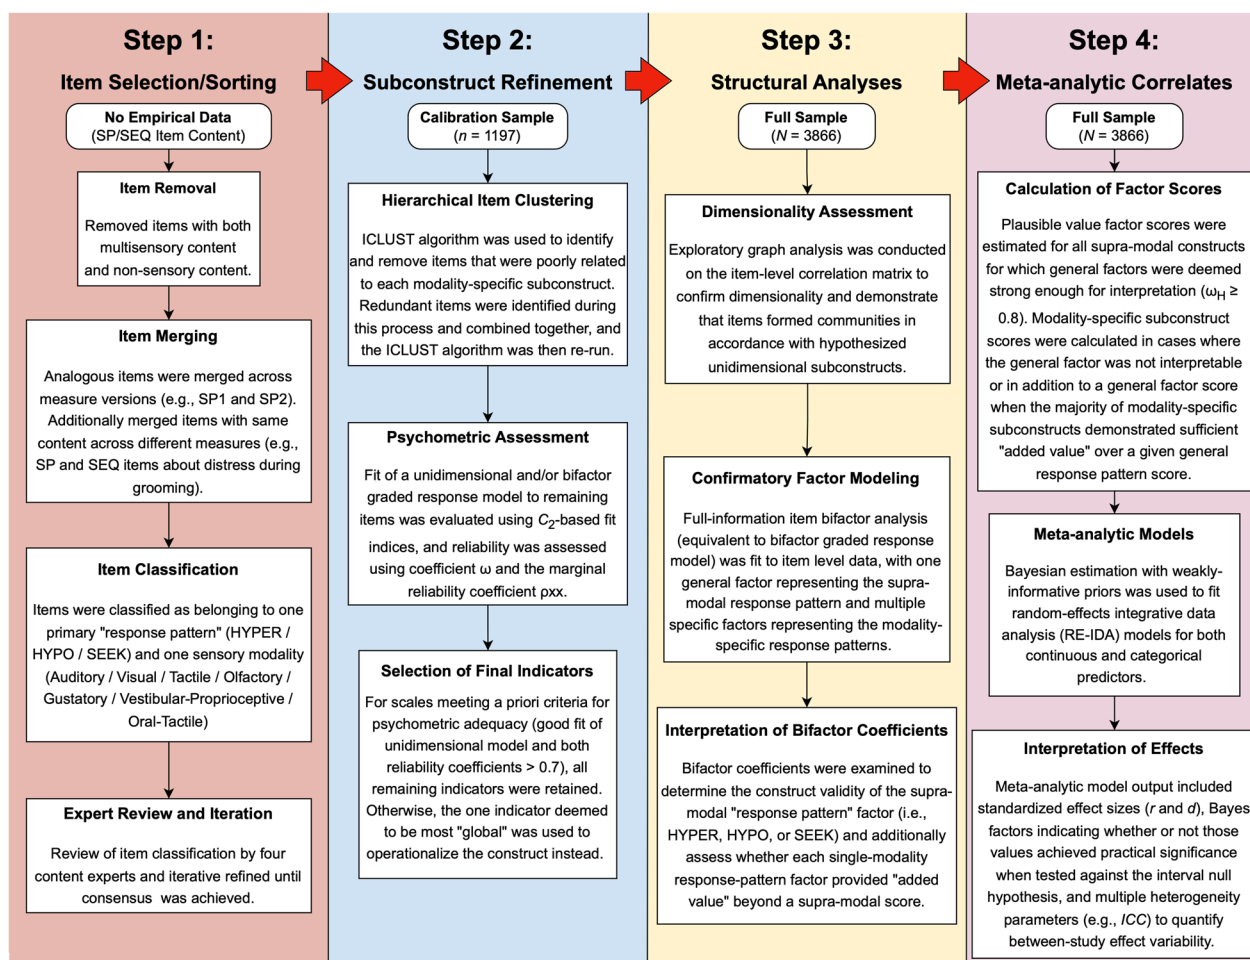 Step 1:
Item Selection/Sorting
No Empirical Data
(SP/SEQ Item Content)
Item Removal
Removed items with both
multisensory content
and non-sensory content.
Item Merging
Analogous items were merged across
measure versions (e.g., SP1 and SP2).
Additionally merged items with same
content across different measures (e.g.,
SP and SEQ items about distress during
grooming).
Item Classification
Items were classified as belonging to one
primary "response pattern" (HYPER /
HYPO / SEEK) and one sensory modality
(Auditory / Visual / Tactile / Olfactory /
Gustatory / Vestibular-Proprioceptive /
Oral-Tactile)
Expert Review and Iteration
Review of item classification by four
content experts and iterative refined until
consensus was achieved.
Step 2:
Subconstruct Refinement
Calibration Sample
(n = 1197)
Hierarchical Item Clustering
ICLUST algorithm was used to identify
and remove items that were poorly related
to each modality-specific subconstruct.
Redundant items were identified during
this process and combined together, and
the ICLUST algorithm was then re-run.
Psychometric Assessment
Fit of a unidimensional and/or bifactor
graded response model to remaining
items was evaluated using C2-based fit
indices, and reliability was assessed
using coefficient ω and the marginal
reliability coefficient ρxx.
Selection of Final Indicators
For scales meeting a priori criteria for
psychometric adequacy (good fit of
unidimensional model and both
reliability coefficients > 0.7), all
remaining indicators were retained.
Otherwise, the one indicator deemed
to be most "global" was used to
operationalize the construct instead.
Step 3:
Structural Analyses
Full Sample
(N = 3866)
Dimensionality Assessment
Exploratory graph analysis was conducted
on the item-level correlation matrix to
confirm dimensionality and demonstrate
that items formed communities in
accordance with hypothesized
unidimensional subconstructs.
Confirmatory Factor Modeling
Full-information item bifactor analysis
(equivalent to bifactor graded response
model) was fit to item level data, with one
general factor representing the supra-
modal response pattern and multiple
specific factors representing the modality-
specific response patterns.
Interpretation of Bifactor Coefficients
Bifactor coefficients were examined to
determine the construct validity of the supra-
modal "response pattern" factor (i.e.,
HYPER, HYPO, or SEEK) and additionally
assess whether each single-modality
response-pattern factor provided "added
value" beyond a supra-modal score.
Step 4:
Meta-analytic Correlates
Full Sample
(N = 3866)
Calculation of Factor Scores
Plausible value factor scores were
estimated for all supra-modal constructs
for which general factors were deemed
strong enough for interpretation (ωH ≥
0.8). Modality-specific subconstruct
scores were calculated in cases where
the general factor was not interpretable
or in addition to a general factor score
when the majority of modality-specific
subconstructs demonstrated sufficient
"added value" over a given general
response pattern score.
Meta-analytic Models
Bayesian estimation with weakly-
informative priors was used to fit
random-effects integrative data
analysis (RE-IDA) models for both
continuous and categorical
predictors.
Interpretation of Effects
Meta-analytic model output included
standardized effect sizes (r and d), Bayes
factors indicating whether or not those
values achieved practical significance
when tested against the interval null
hypothesis, and multiple heterogeneity
parameters (e.g., ICC) to quantify
between-study effect variability.